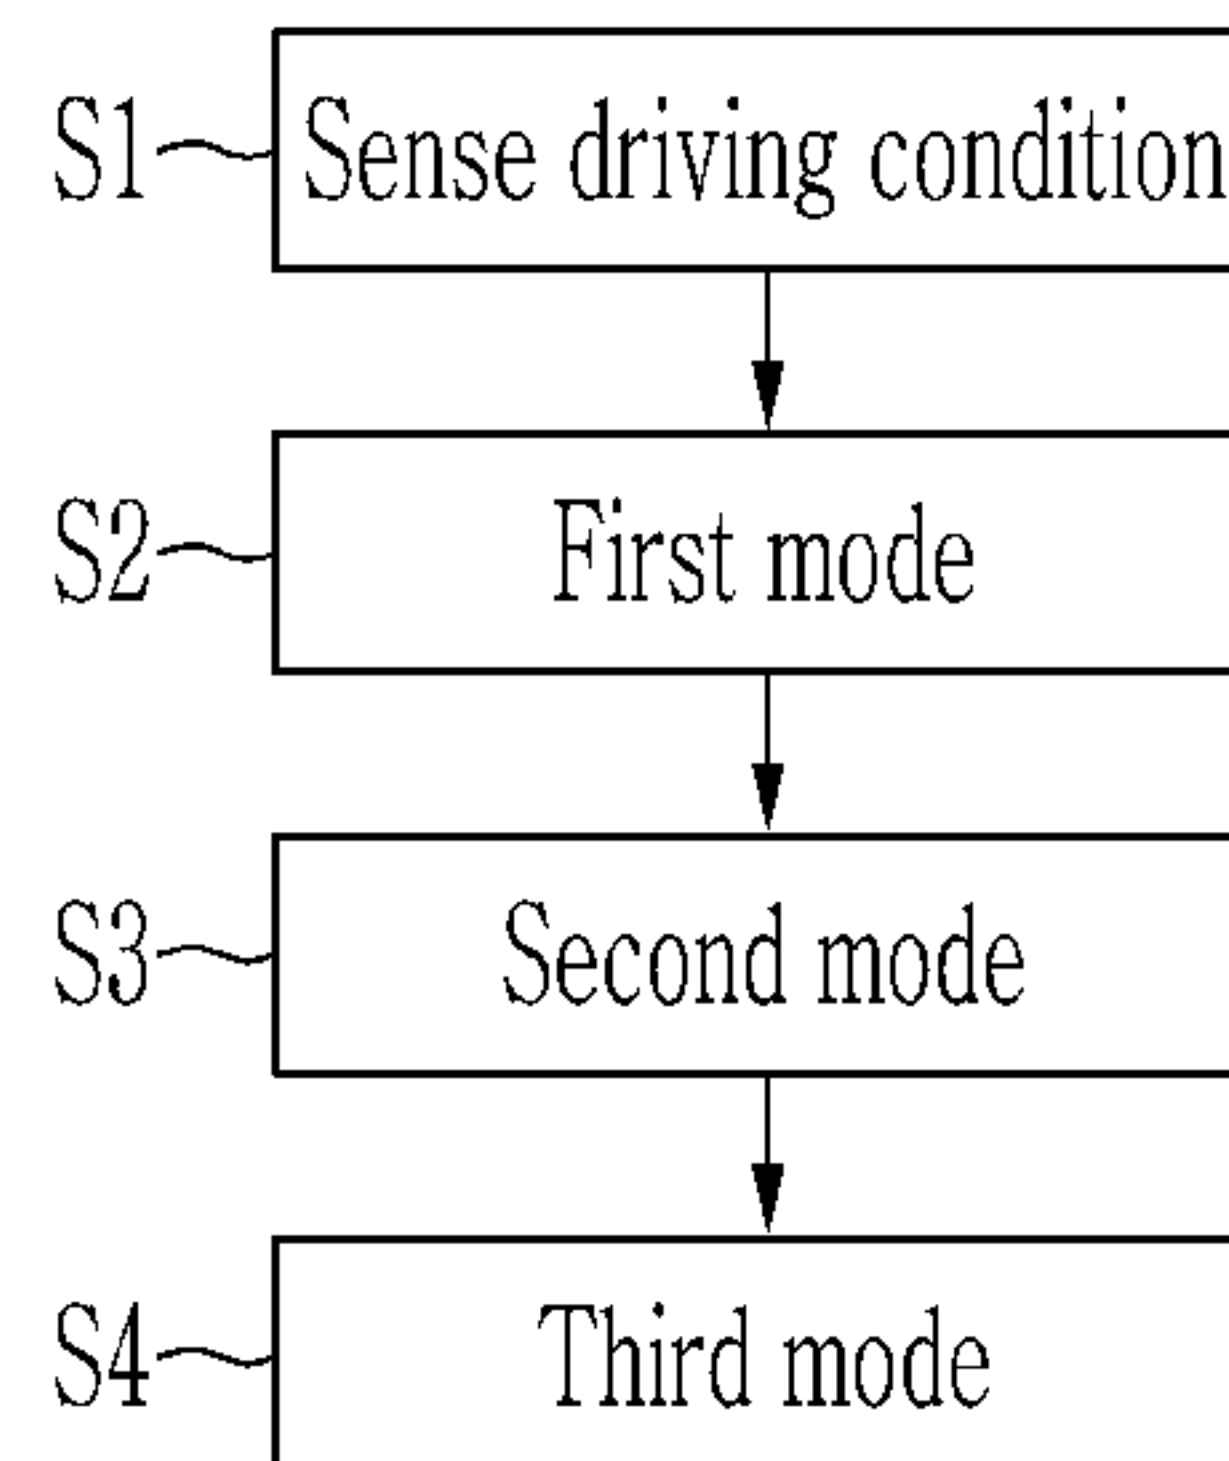 S1 Sense driving condition
S2 First mode
S3 Second mode
S4 Third mode